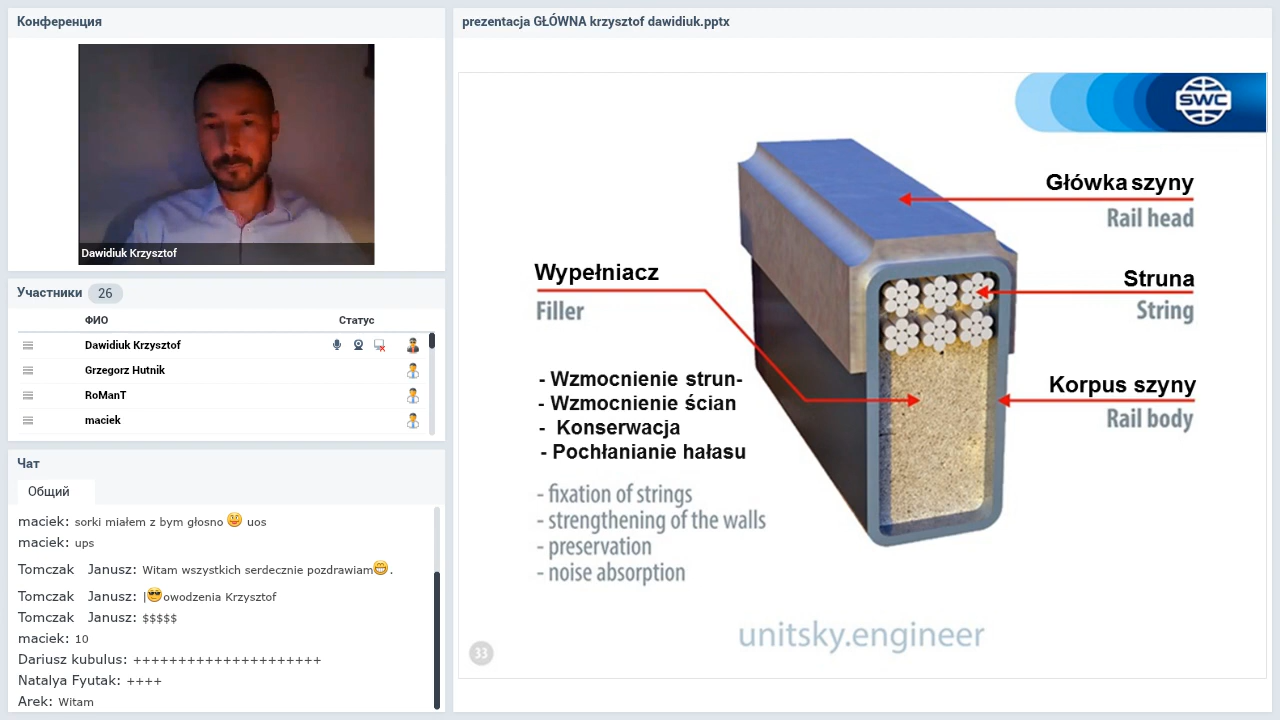 Конференция
Dawidiuk Krzysztof
Участники 26
ФИО Статус
Dawidiuk Krzysztof
Grzegorz Hutnik
RoManT
maciek
Чат
Общий
maciek: sorki miałem z bym głosno uos
maciek: ups
Tomczak Janusz: Witam wszystkich serdecznie pozdrawiam.
Tomczak Janusz: |owodzenia Krzysztof
Tomczak Janusz: $$$$$
maciek: 10
Dariusz kubulus: +++++++++++++++++++++
Natalya Fyutak: ++++
Arek: Witam
prezentacja GŁÓWNA krzysztof dawidiuk.pptx
SWC
Główka szyny
Rail head
Wypełniacz
Filler
Struna
String
Korpus szyny
Rail body
- Wzmocnienie strun-
- Wzmocnienie ścian
- Konserwacja
- Pochłanianie hałasu
- fixation of strings
- strengthening of the walls
- preservation
- noise absorption
unitsky.engineer
33